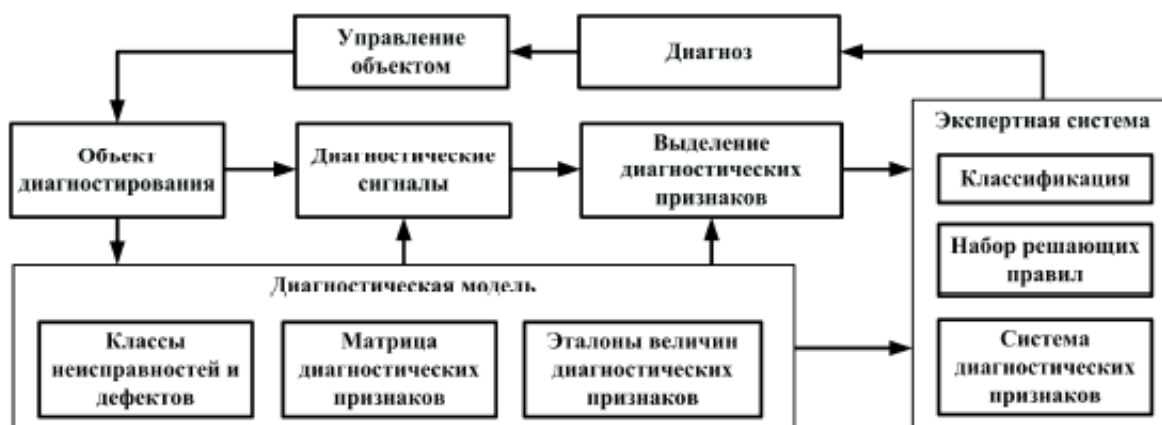 Управление
объектом
Диагноз
Объект
диагностирования
Диагностические
сигналы
Выделение
диагностических
признаков
Экспертная система
Классификация
Набор решающих
правил
Система
диагностических
признаков
Диагностическая модель
Классы
неисправностей и
дефектов
Матрица
диагностических
признаков
Эталоны величин
диагностических
признаков